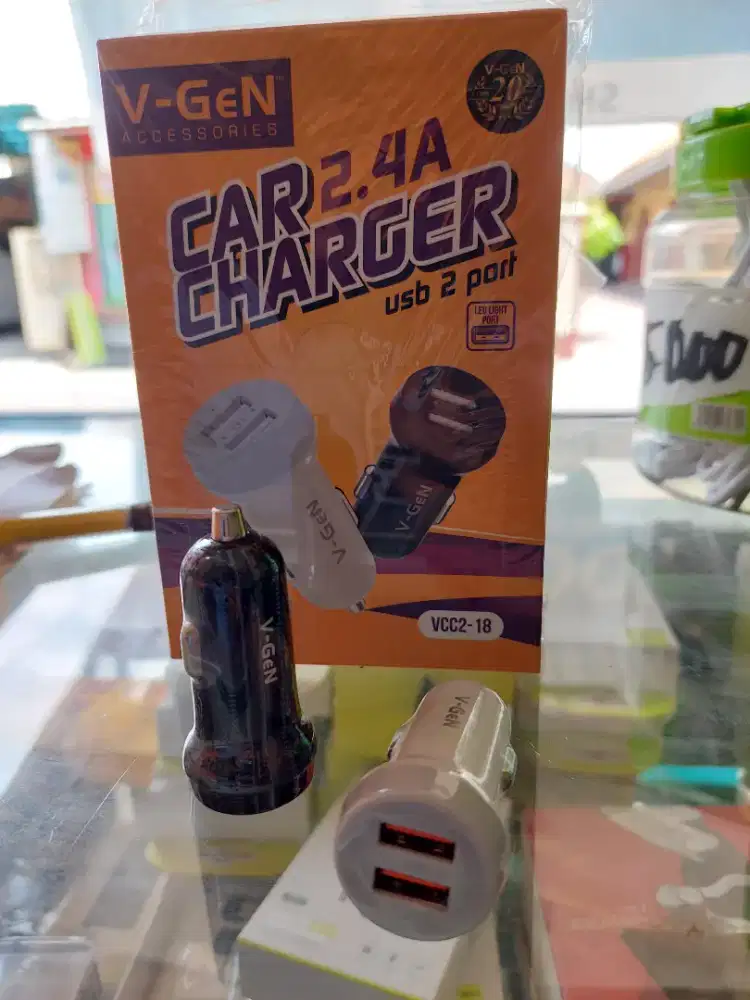 V-GeN
ACCESSORIES
V-GeN
20
2.4A
CAR
CHARGER
usb 2 port
LED LIGHT
PORT
V-GeN
V-GeN
VCC2-18
V-GeN
V-GeN
5000